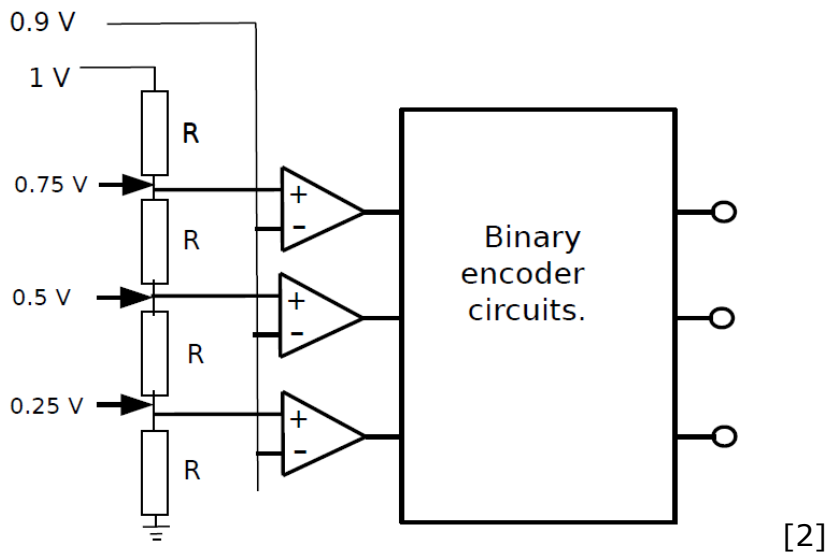 0.9 V
1 V
R
0.75 V
+
–
R
Binary
encoder
circuits.
0.5 V
+
–
R
0.25 V
+
–
R
[2]